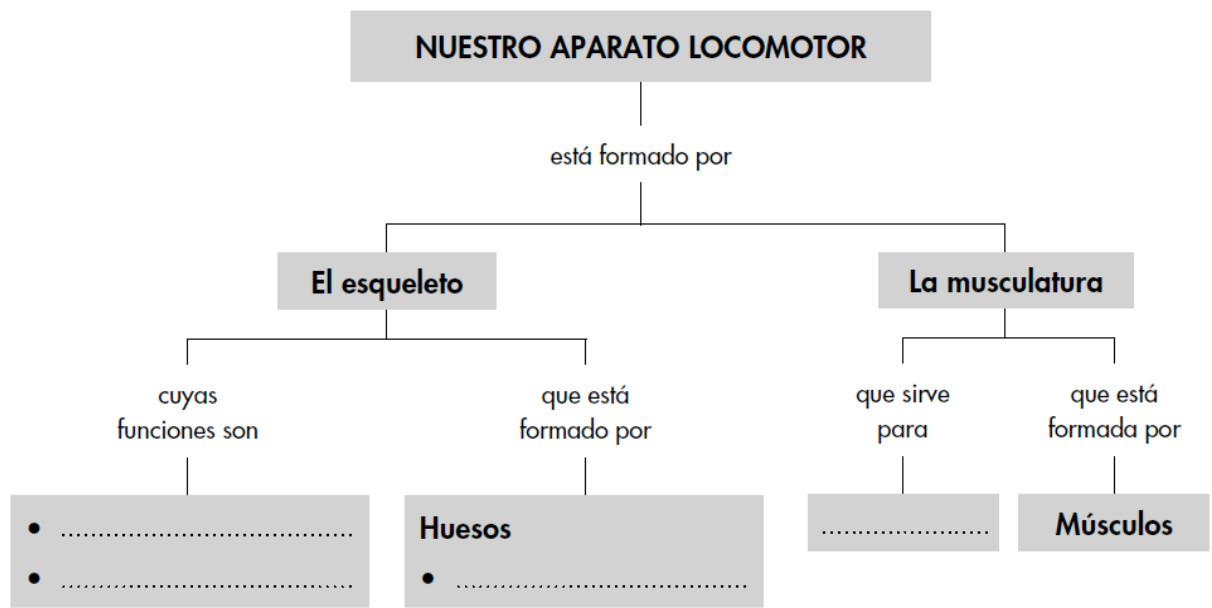 NUESTRO APARATO LOCOMOTOR
está formado por
El esqueleto
La musculatura
cuyas
funciones son
que está
formado por
que sirve
para
que está
formada por
• ......................................
• ......................................
Huesos
• ......................................
......................
Músculos